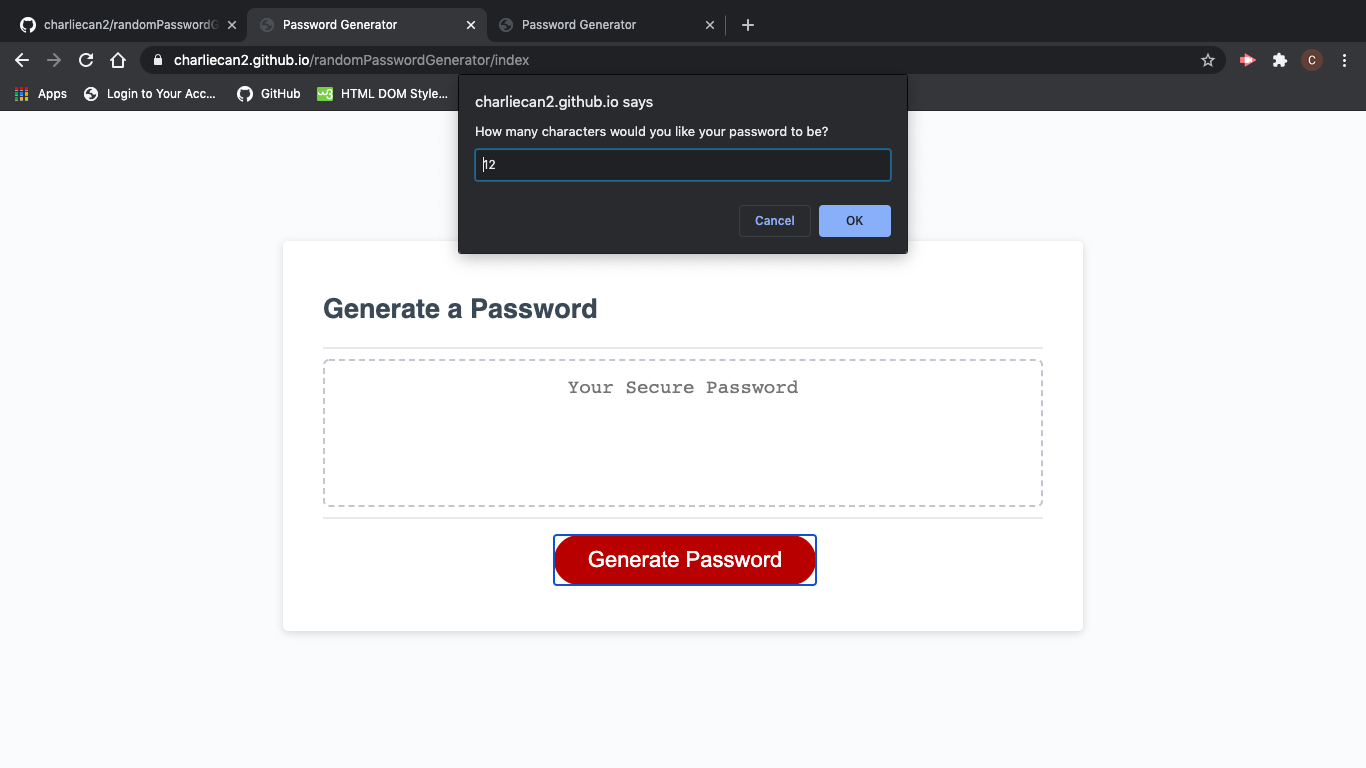 charliecan2/randomPasswordG
Password Generator
Password Generator
charliecan2.github.io/randomPasswordGenerator/index
C
Apps
Login to Your Acc...
GitHub
HTML DOM Style...
charliecan2.github.io says
How many characters would you like your password to be?
12
Cancel
OK
Generate a Password
Your Secure Password
Generate Password